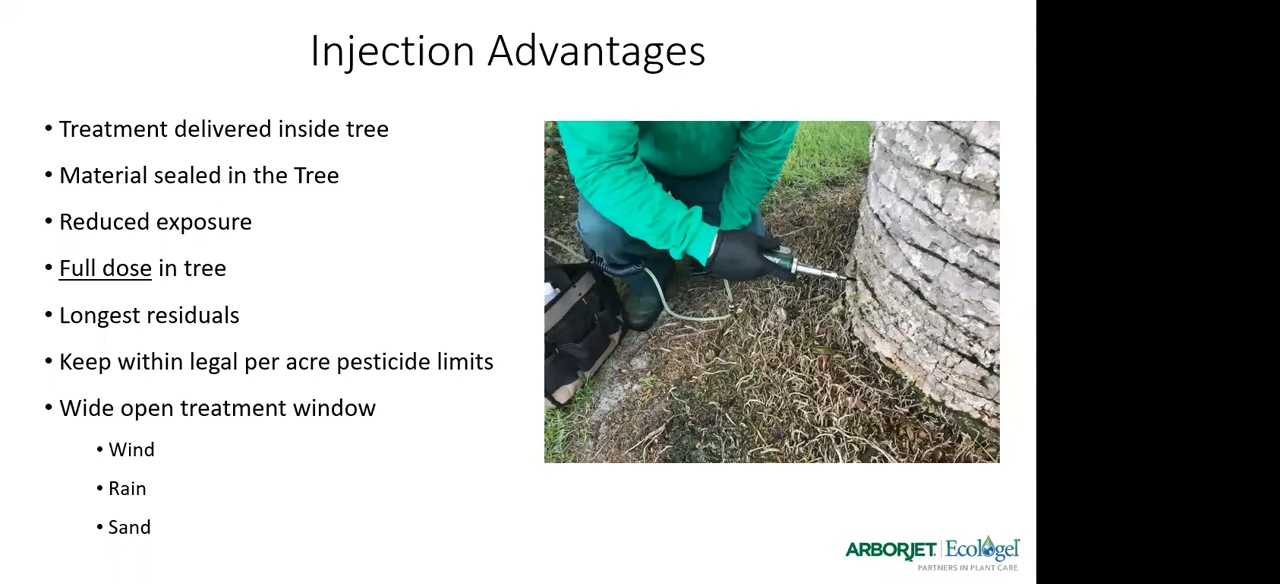 Injection Advantages
• Treatment delivered inside tree
• Material sealed in the Tree
• Reduced exposure
• Full dose in tree
• Longest residuals
• Keep within legal per acre pesticide limits
• Wide open treatment window
• Wind
• Rain
• Sand
ARBORJET | Ecologel
PARTNERS IN PLANT CARE